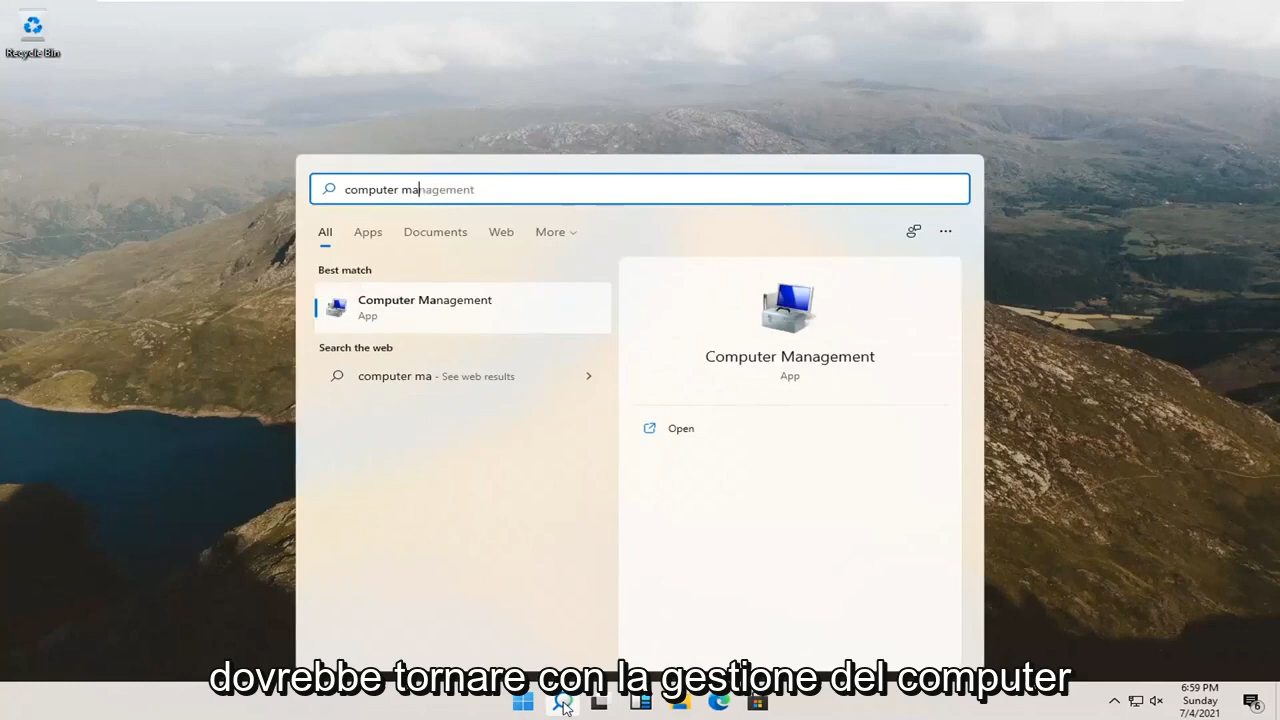 Recycle Bin
computer management
All Apps Documents Web More
Best match
Computer Management
App
Search the web
computer ma - See web results
Computer Management
App
Open
dovrebbe tornare con la gestione del computer
6:59 PM
Sunday
7/4/2021
6